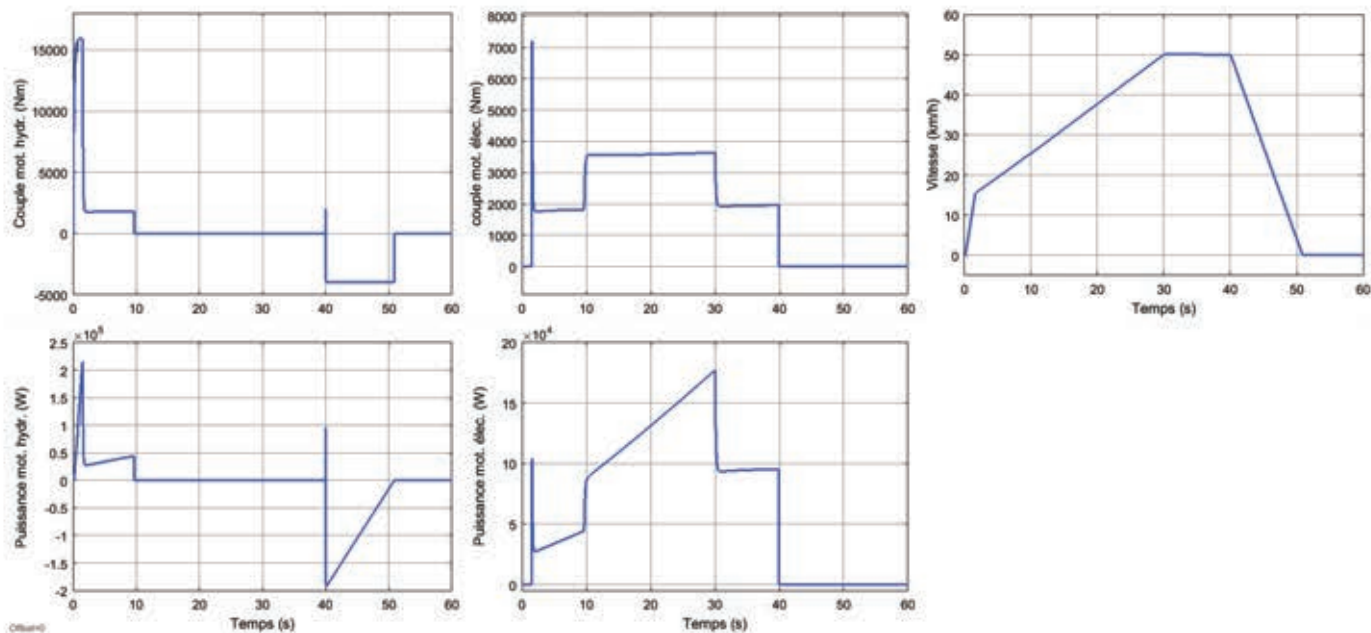 Couple mot. hydr. (Nm)
15000
10000
5000
0
-5000
0 10 20 30 40 50 60
couple mot. élec. (Nm)
8000
7000
6000
5000
4000
3000
2000
1000
0
0 10 20 30 40 50 60
Vitesse (km/h)
60
50
40
30
20
10
0
0 10 20 30 40 50 60
Temps (s)
Puissance mot. hydr. (W)
2.5
2
1.5
1
0.5
0
-0.5
-1
-1.5
-2
0 10 20 30 40 50 60
Temps (s)
Puissance mot. élec. (W)
×10⁴
20
15
10
5
0
0 10 20 30 40 50 60
Temps (s)
Offset=0